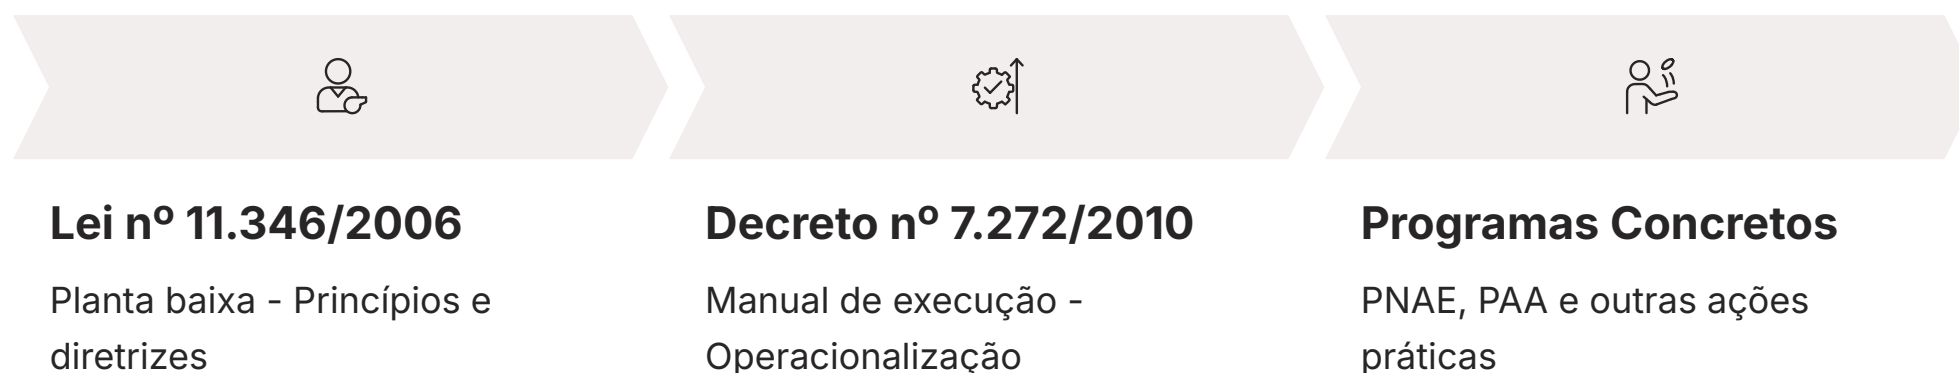 Lei nº 11.346/2006
Planta baixa - Princípios e
diretrizes
Decreto nº 7.272/2010
Manual de execução -
Operacionalização
Programas Concretos
PNAE, PAA e outras ações
práticas